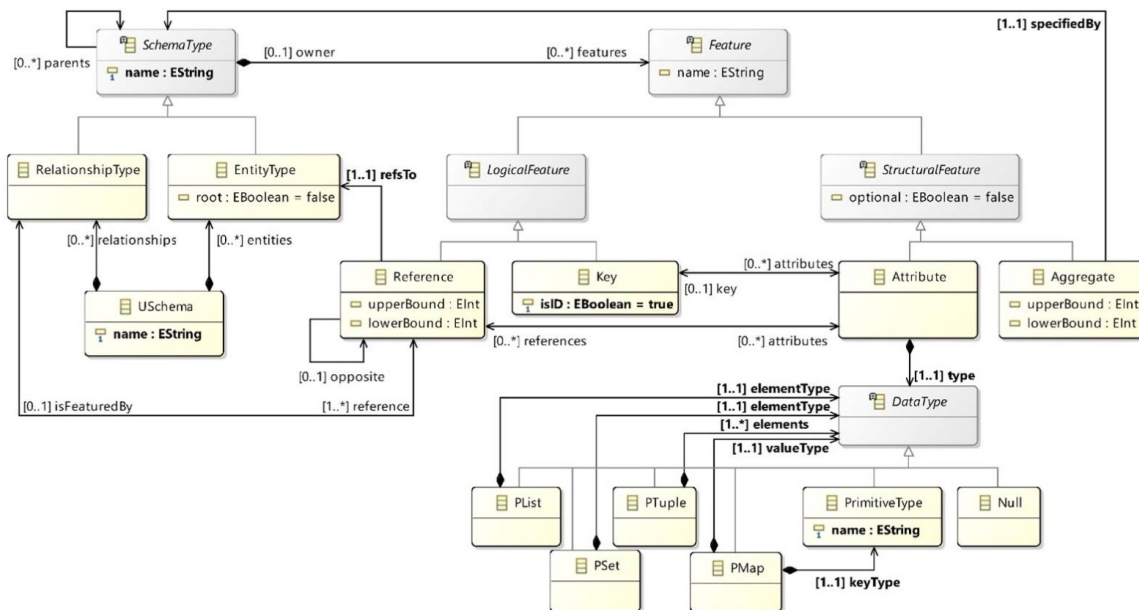 [1..1] specifiedBy
SchemaType
name : EString
[0..*] parents
[0..1] owner
[0..*] features
Feature
name : EString
RelationshipType
EntityType
root : EBoolean = false
[1..1] refsTo
LogicalFeature
StructuralFeature
optional : EBoolean = false
[0..*] relationships
[0..*] entities
USchema
name : EString
Reference
upperBound : EInt
lowerBound : EInt
Key
isID : EBoolean = true
[0..*] attributes
[0..1] key
Attribute
Aggregate
upperBound : EInt
lowerBound : EInt
[0..*] references
[0..*] attributes
[0..1] opposite
[0..1] isFeaturedBy
[1..*] reference
[1..1] type
[1..1] elementType
[1..1] elementType
[1..*] elements
[1..1] valueType
DataType
PList
PTuple
PrimitiveType
name : EString
Null
PSet
PMap
[1..1] keyType